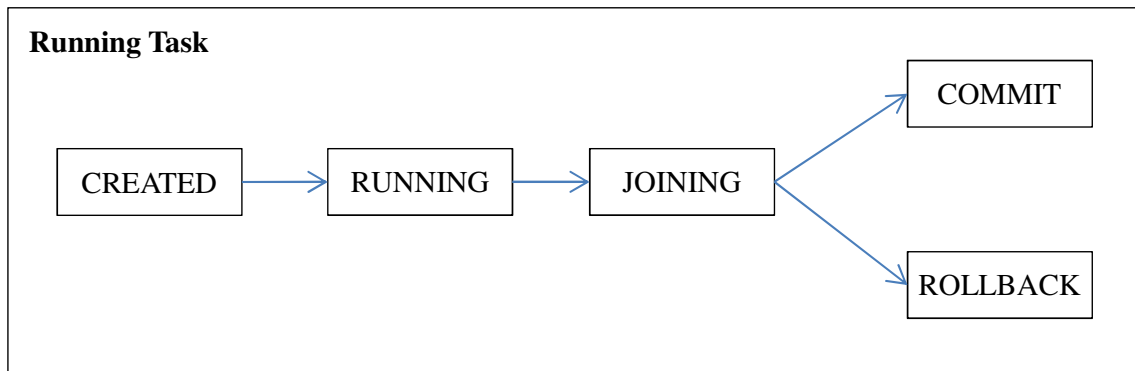 Running Task
CREATED
RUNNING
JOINING
COMMIT
ROLLBACK